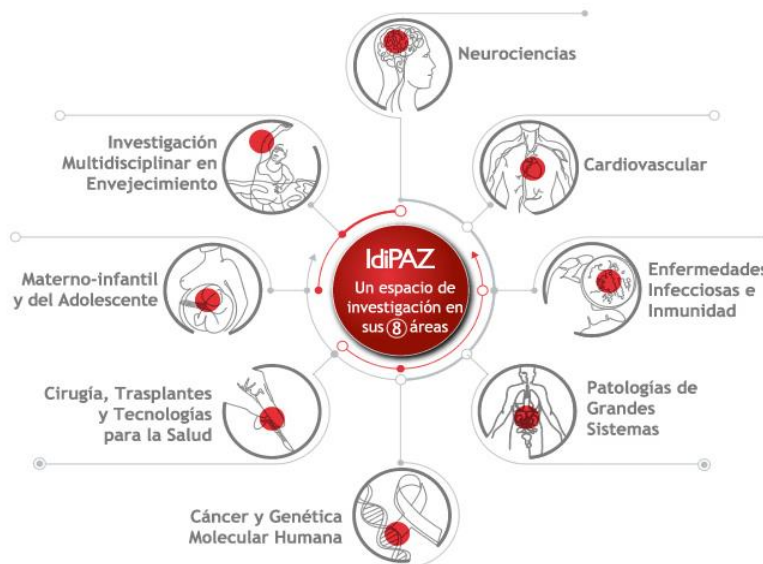 Neurociencias
Investigación
Multidisciplinar en
Envejecimiento
Cardiovascular
IdiPAZ
Un espacio de
investigación en
sus 8 áreas
Materno-infantil
y del Adolescente
Enfermedades
Infecciosas e
Inmunidad
Cirugía, Trasplantes
y Tecnologías
para la Salud
Patologías de
Grandes
Sistemas
Cáncer y Genética
Molecular Humana